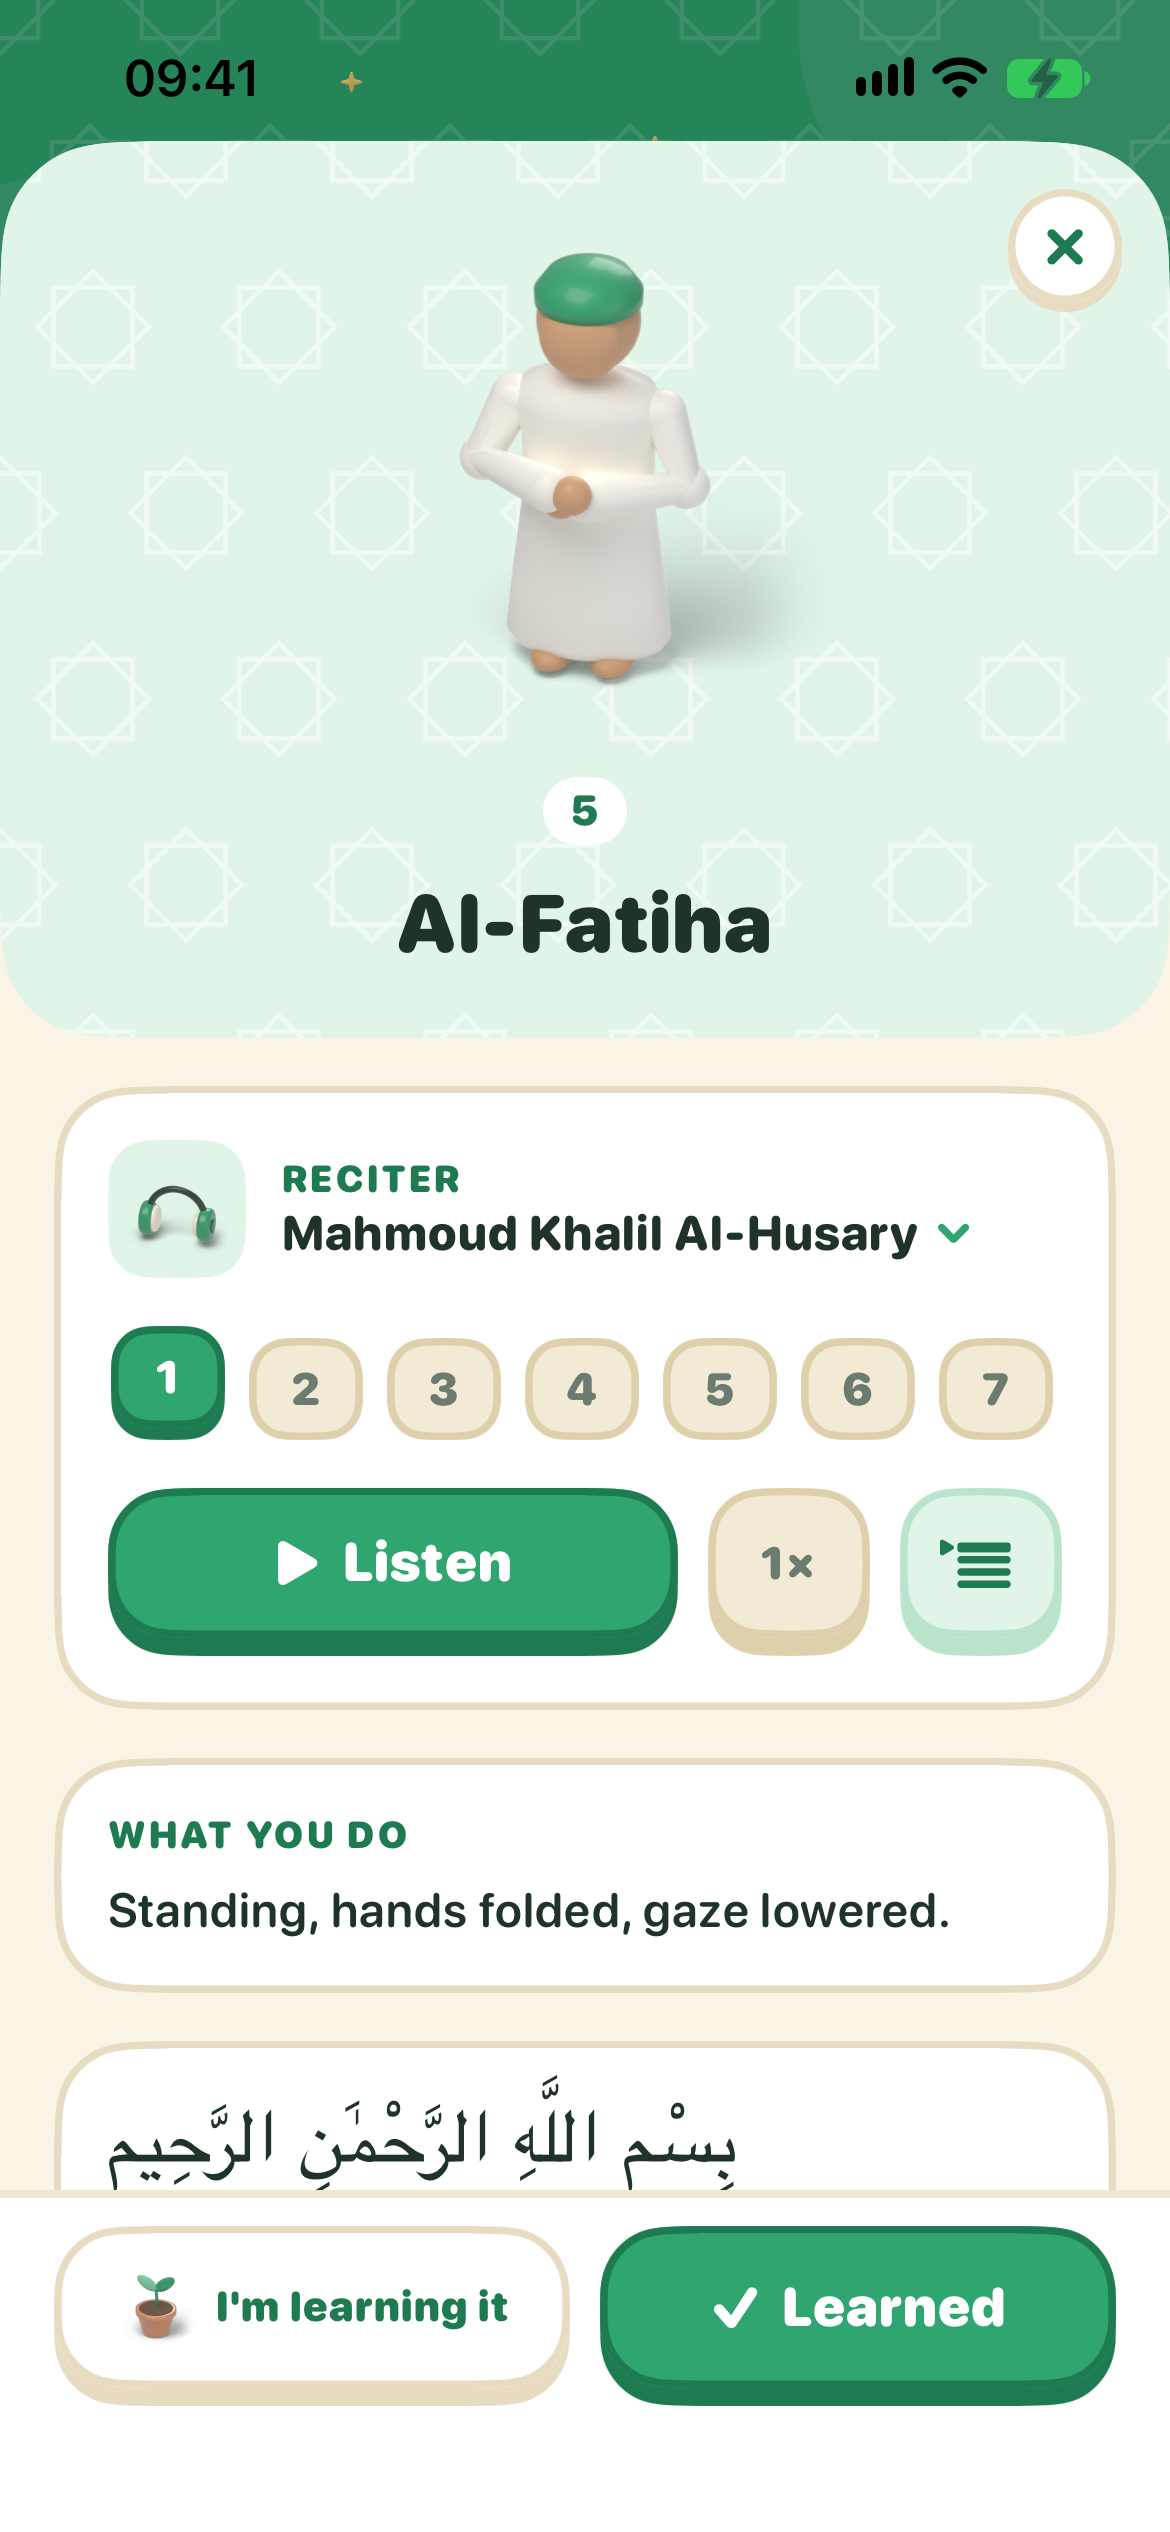 09:41
5
Al-Fatiha
RECITER
Mahmoud Khalil Al-Husary
1 2 3 4 5 6 7
Listen 1×
WHAT YOU DO
Standing, hands folded, gaze lowered.
بِسْمِ اللَّهِ الرَّحْمَٰنِ الرَّحِيمِ
I'm learning it
Learned